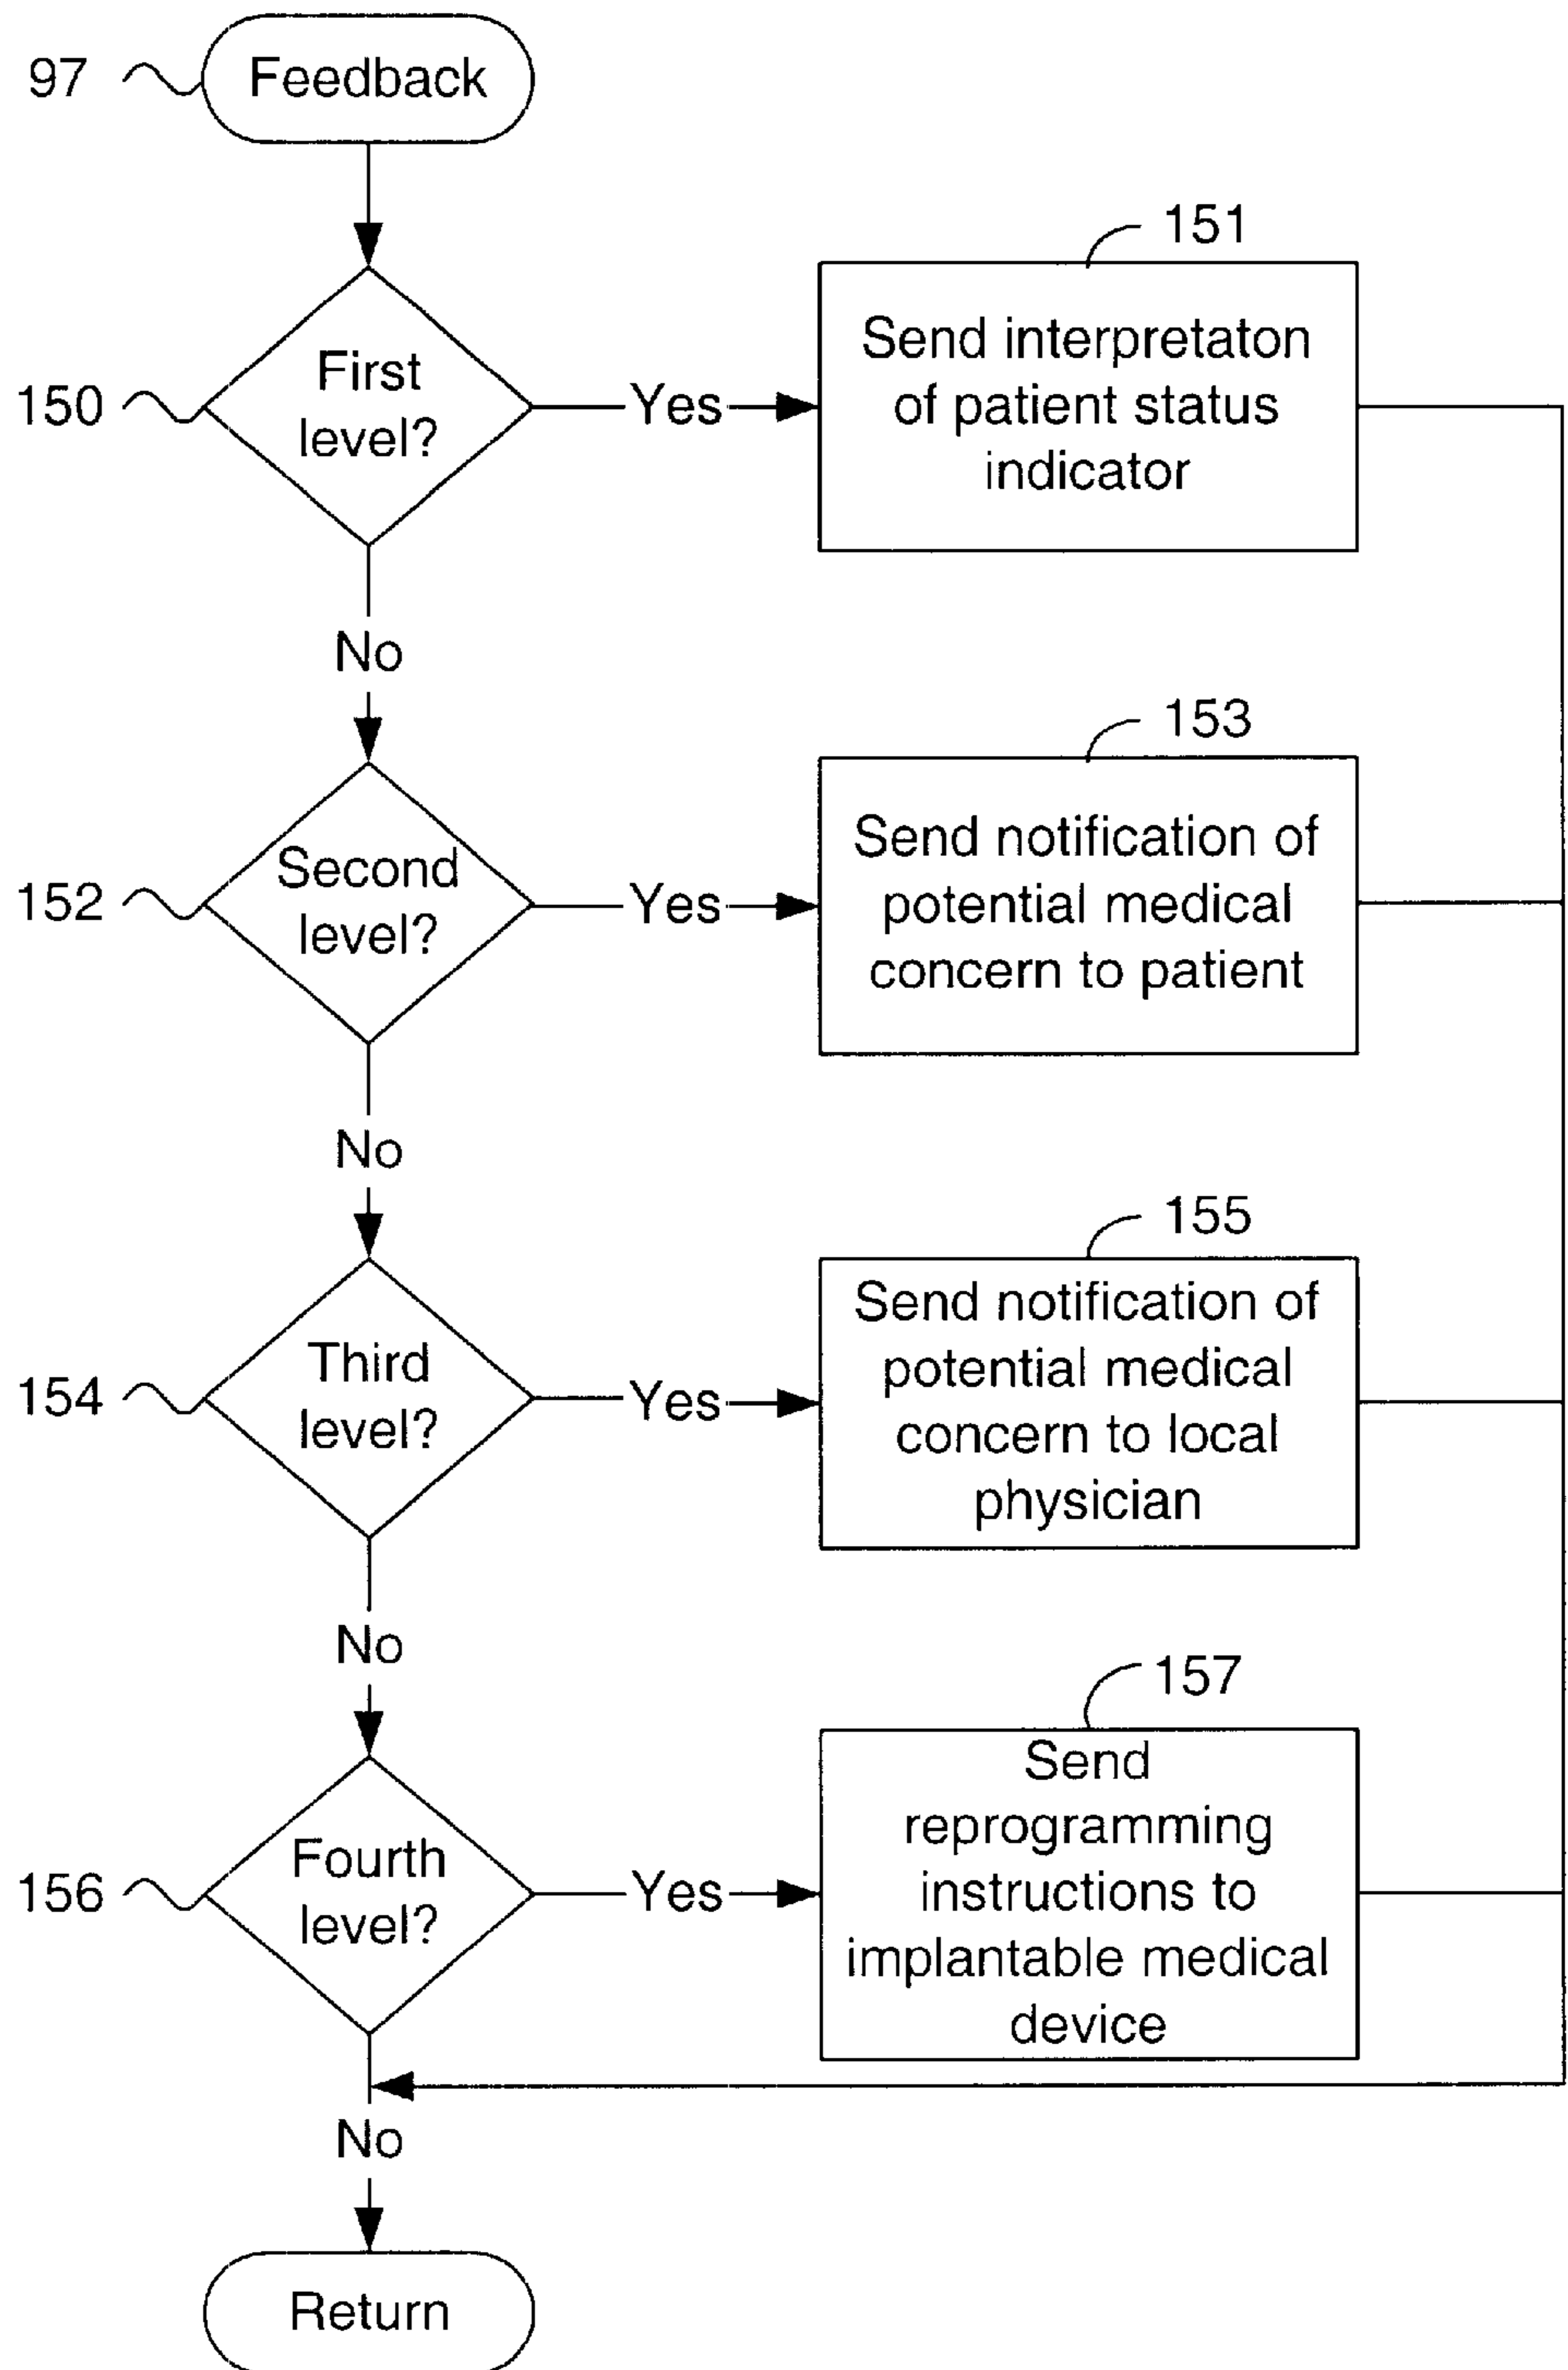 97
Feedback
151
Send interpretaton
of patient status
indicator
150
First
level?
Yes
No
153
Send notification of
potential medical
concern to patient
152
Second
level?
Yes
No
155
Send notification of
potential medical
concern to local
physician
154
Third
level?
Yes
No
157
Send
reprogramming
instructions to
implantable medical
device
156
Fourth
level?
Yes
No
Return